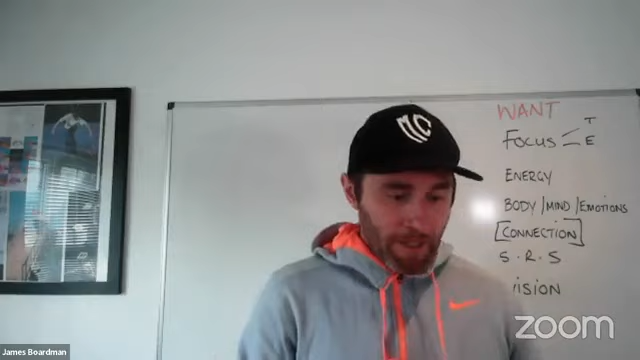 WANT
FOCUS < T
E
ENERGY
BODY/MIND/EMOTIONS
[CONNECTION]
S.R.S
VISION
zoom
James Boardman